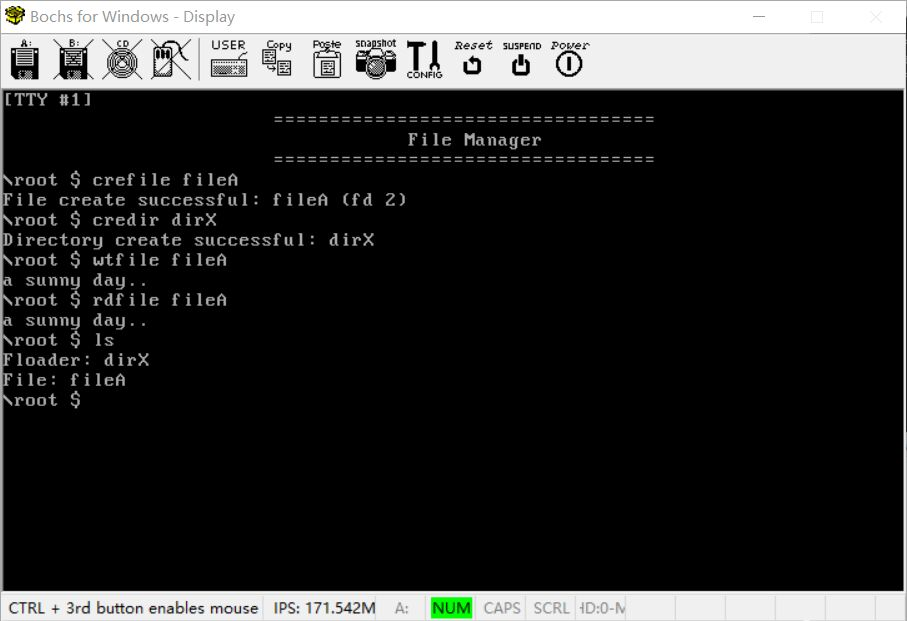 Bochs for Windows - Display
A: B: CD USER Copy Paste snapshot CONFIG Reset SUSPEND Power
[TTY #1]
==================================
File Manager
==================================
\root $ crefile fileA
File create successful: fileA (fd 2)
\root $ credir dirX
Directory create successful: dirX
\root $ wtfile fileA
a sunny day..
\root $ rdfile fileA
a sunny day..
\root $ ls
Floader: dirX
File: fileA
\root $
CTRL + 3rd button enables mouse IPS: 171.542M A: NUM CAPS SCRL HD:0-M